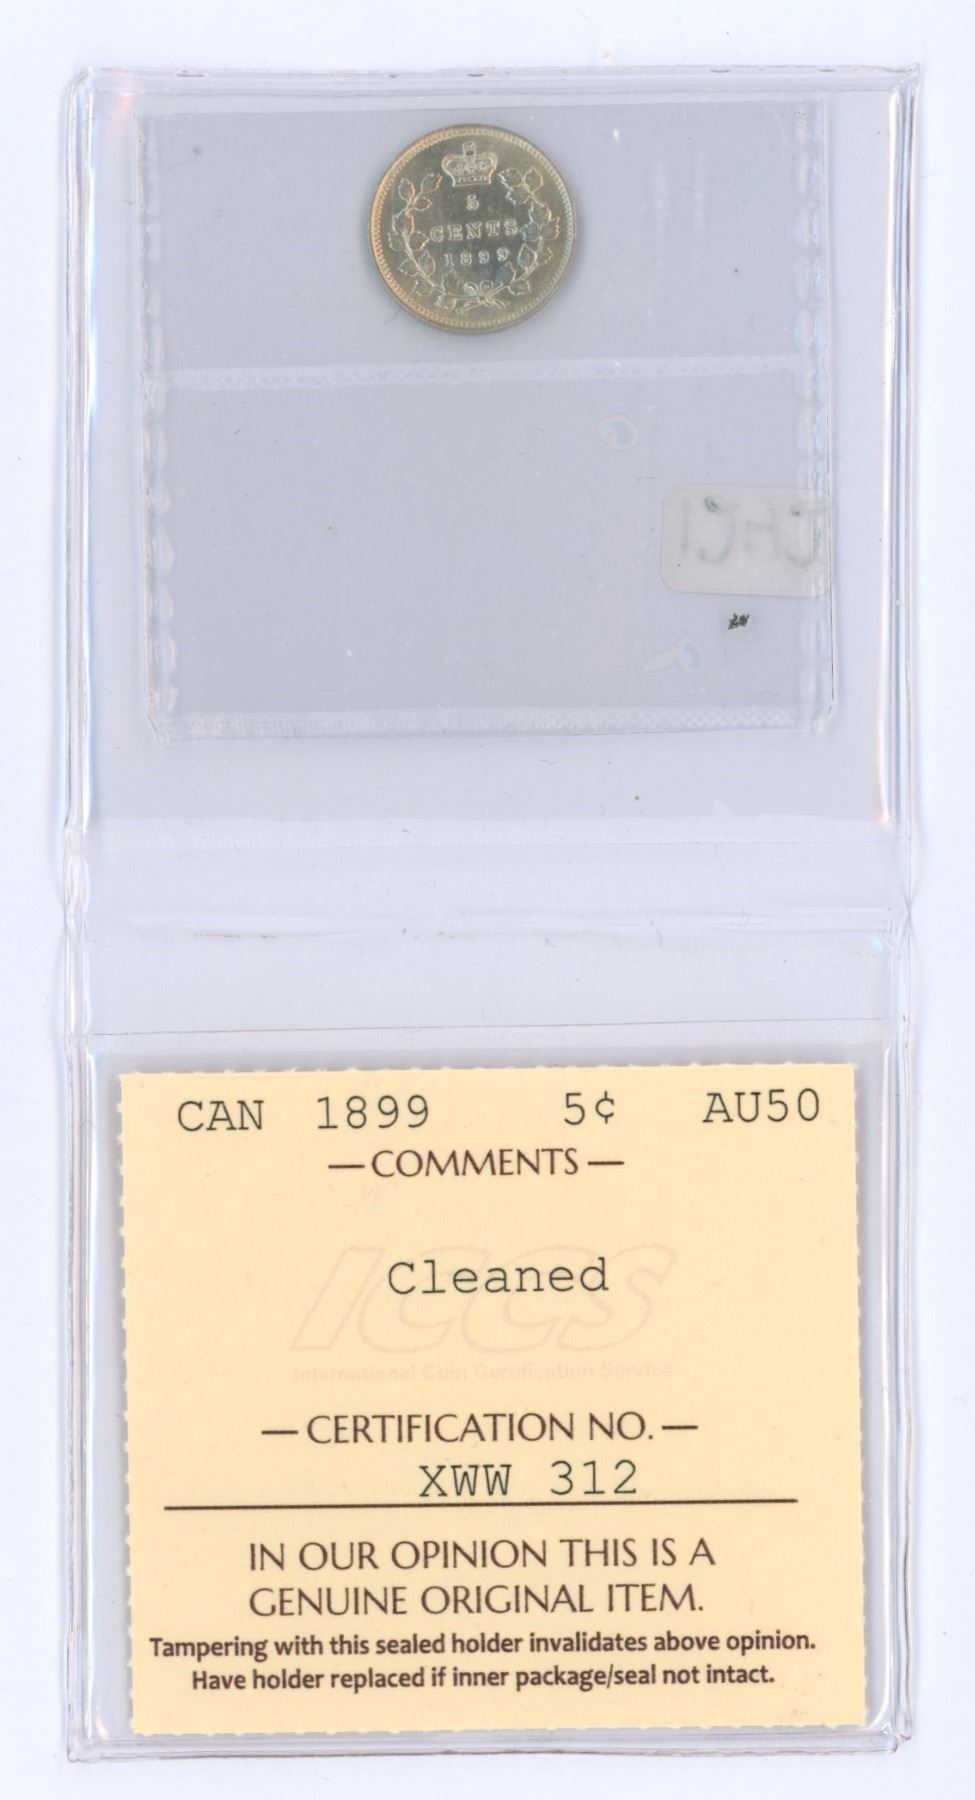 5
CENTS
1899
CHC1
CAN 1899 5¢ AU50
—COMMENTS—
Cleaned
ICCS
International Coin Certification Service
—CERTIFICATION NO.—
XWW 312
IN OUR OPINION THIS IS A
GENUINE ORIGINAL ITEM.
Tampering with this sealed holder invalidates above opinion.
Have holder replaced if inner package/seal not intact.